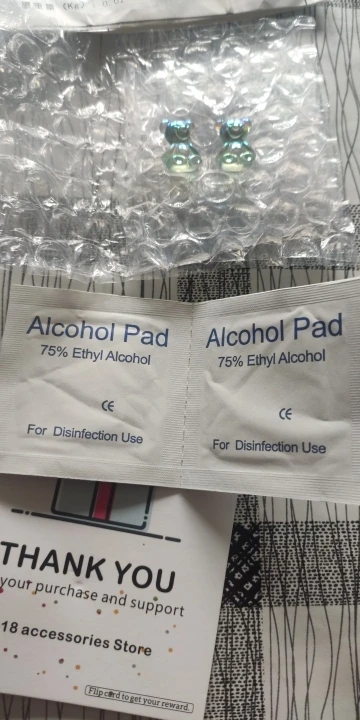 Alcohol Pad
75% Ethyl Alcohol
CE
For Disinfection Use
Alcohol Pad
75% Ethyl Alcohol
CE
For Disinfection Use
THANK YOU
your purchase and support
18 accessories Store
Flip card to get your reward.